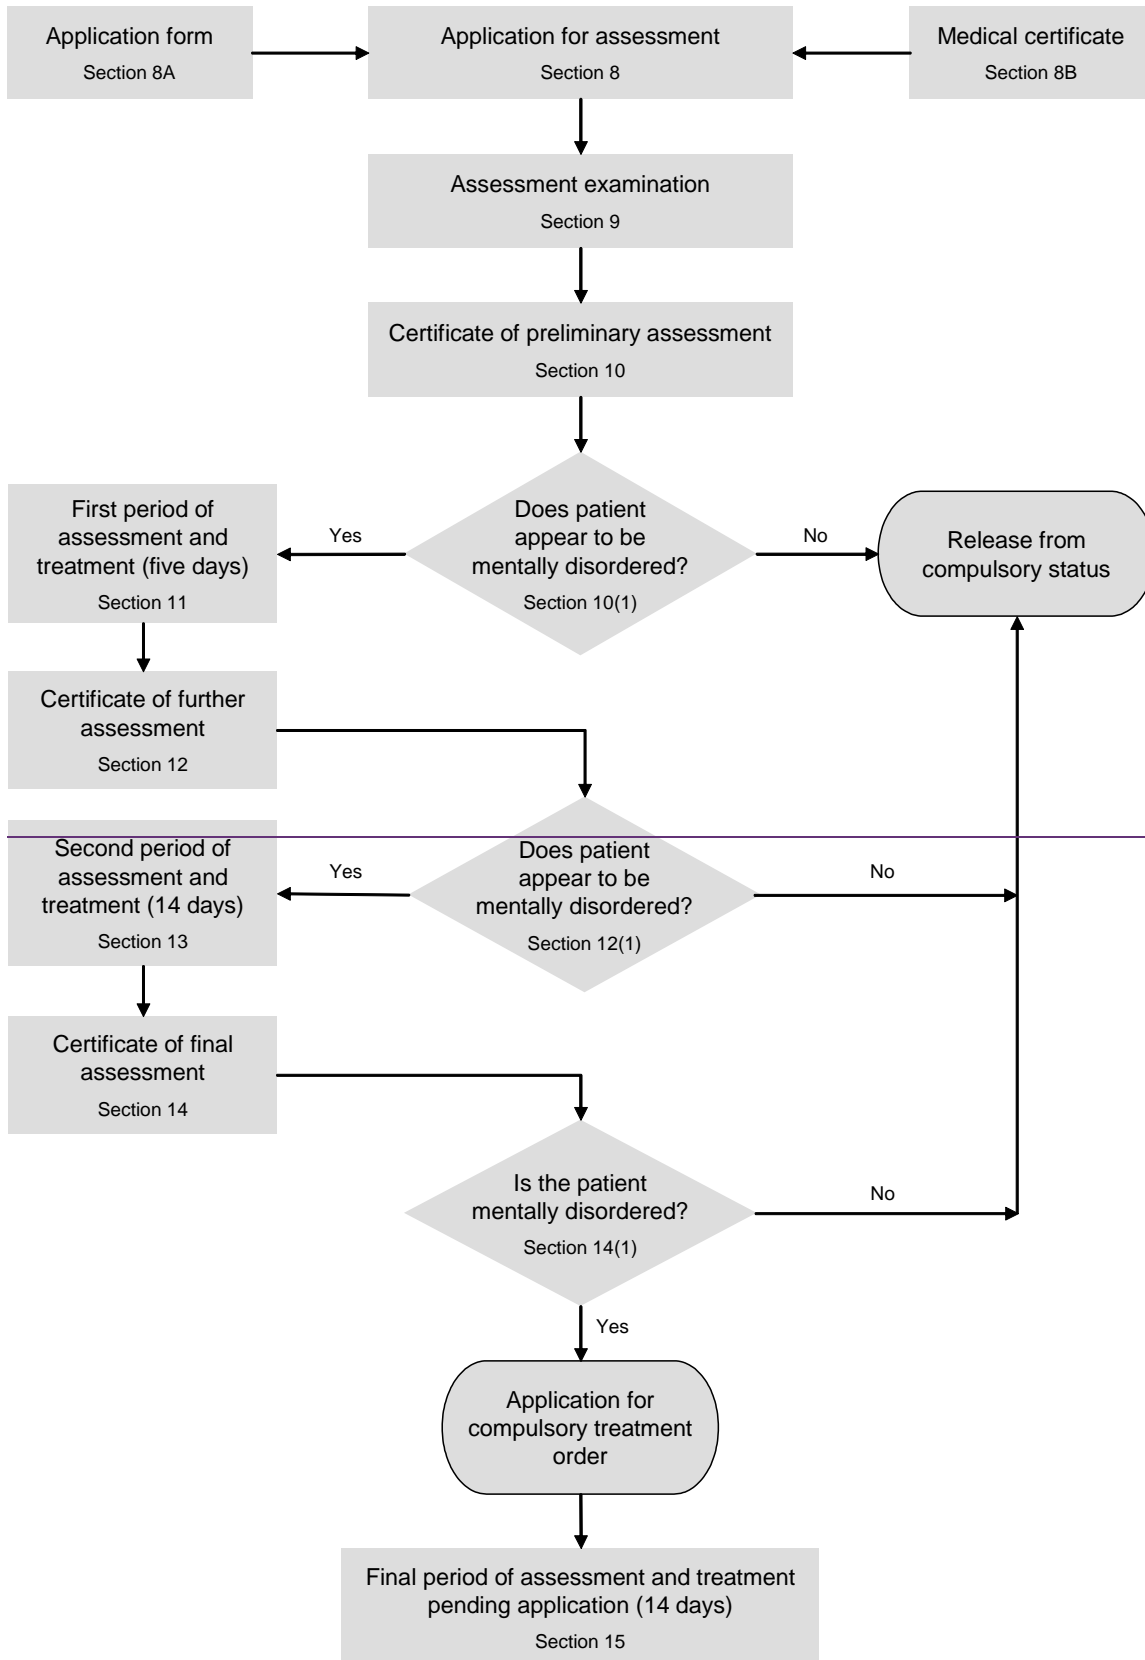 Application form
Section 8A
Application for assessment
Section 8
Medical certificate
Section 8B
Assessment examination
Section 9
Certificate of preliminary assessment
Section 10
First period of
assessment and
treatment (five days)
Section 11
Yes
Does patient
appear to be
mentally disordered?
Section 10(1)
No
Release from
compulsory status
Certificate of further
assessment
Section 12
Second period of
assessment and
treatment (14 days)
Section 13
Yes
Does patient
appear to be
mentally disordered?
Section 12(1)
No
Certificate of final
assessment
Section 14
Is the patient
mentally disordered?
Section 14(1)
No
Yes
Application for
compulsory treatment
order
Final period of assessment and treatment
pending application (14 days)
Section 15